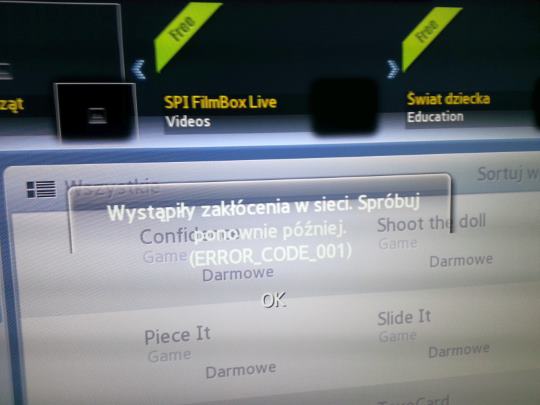 Free
Free
ząt
SPI FilmBox Live
Videos
Świat dziecka
Education
Wszystkie
Sortuj w
Wystąpiły zakłócenia w sieci. Spróbuj
ponownie później.
(ERROR_CODE_001)
OK
Shoot the doll
Game
Game
Darmowe
Darmowe
Piece It
Game
Darmowe
Slide It
Game
Darmowe